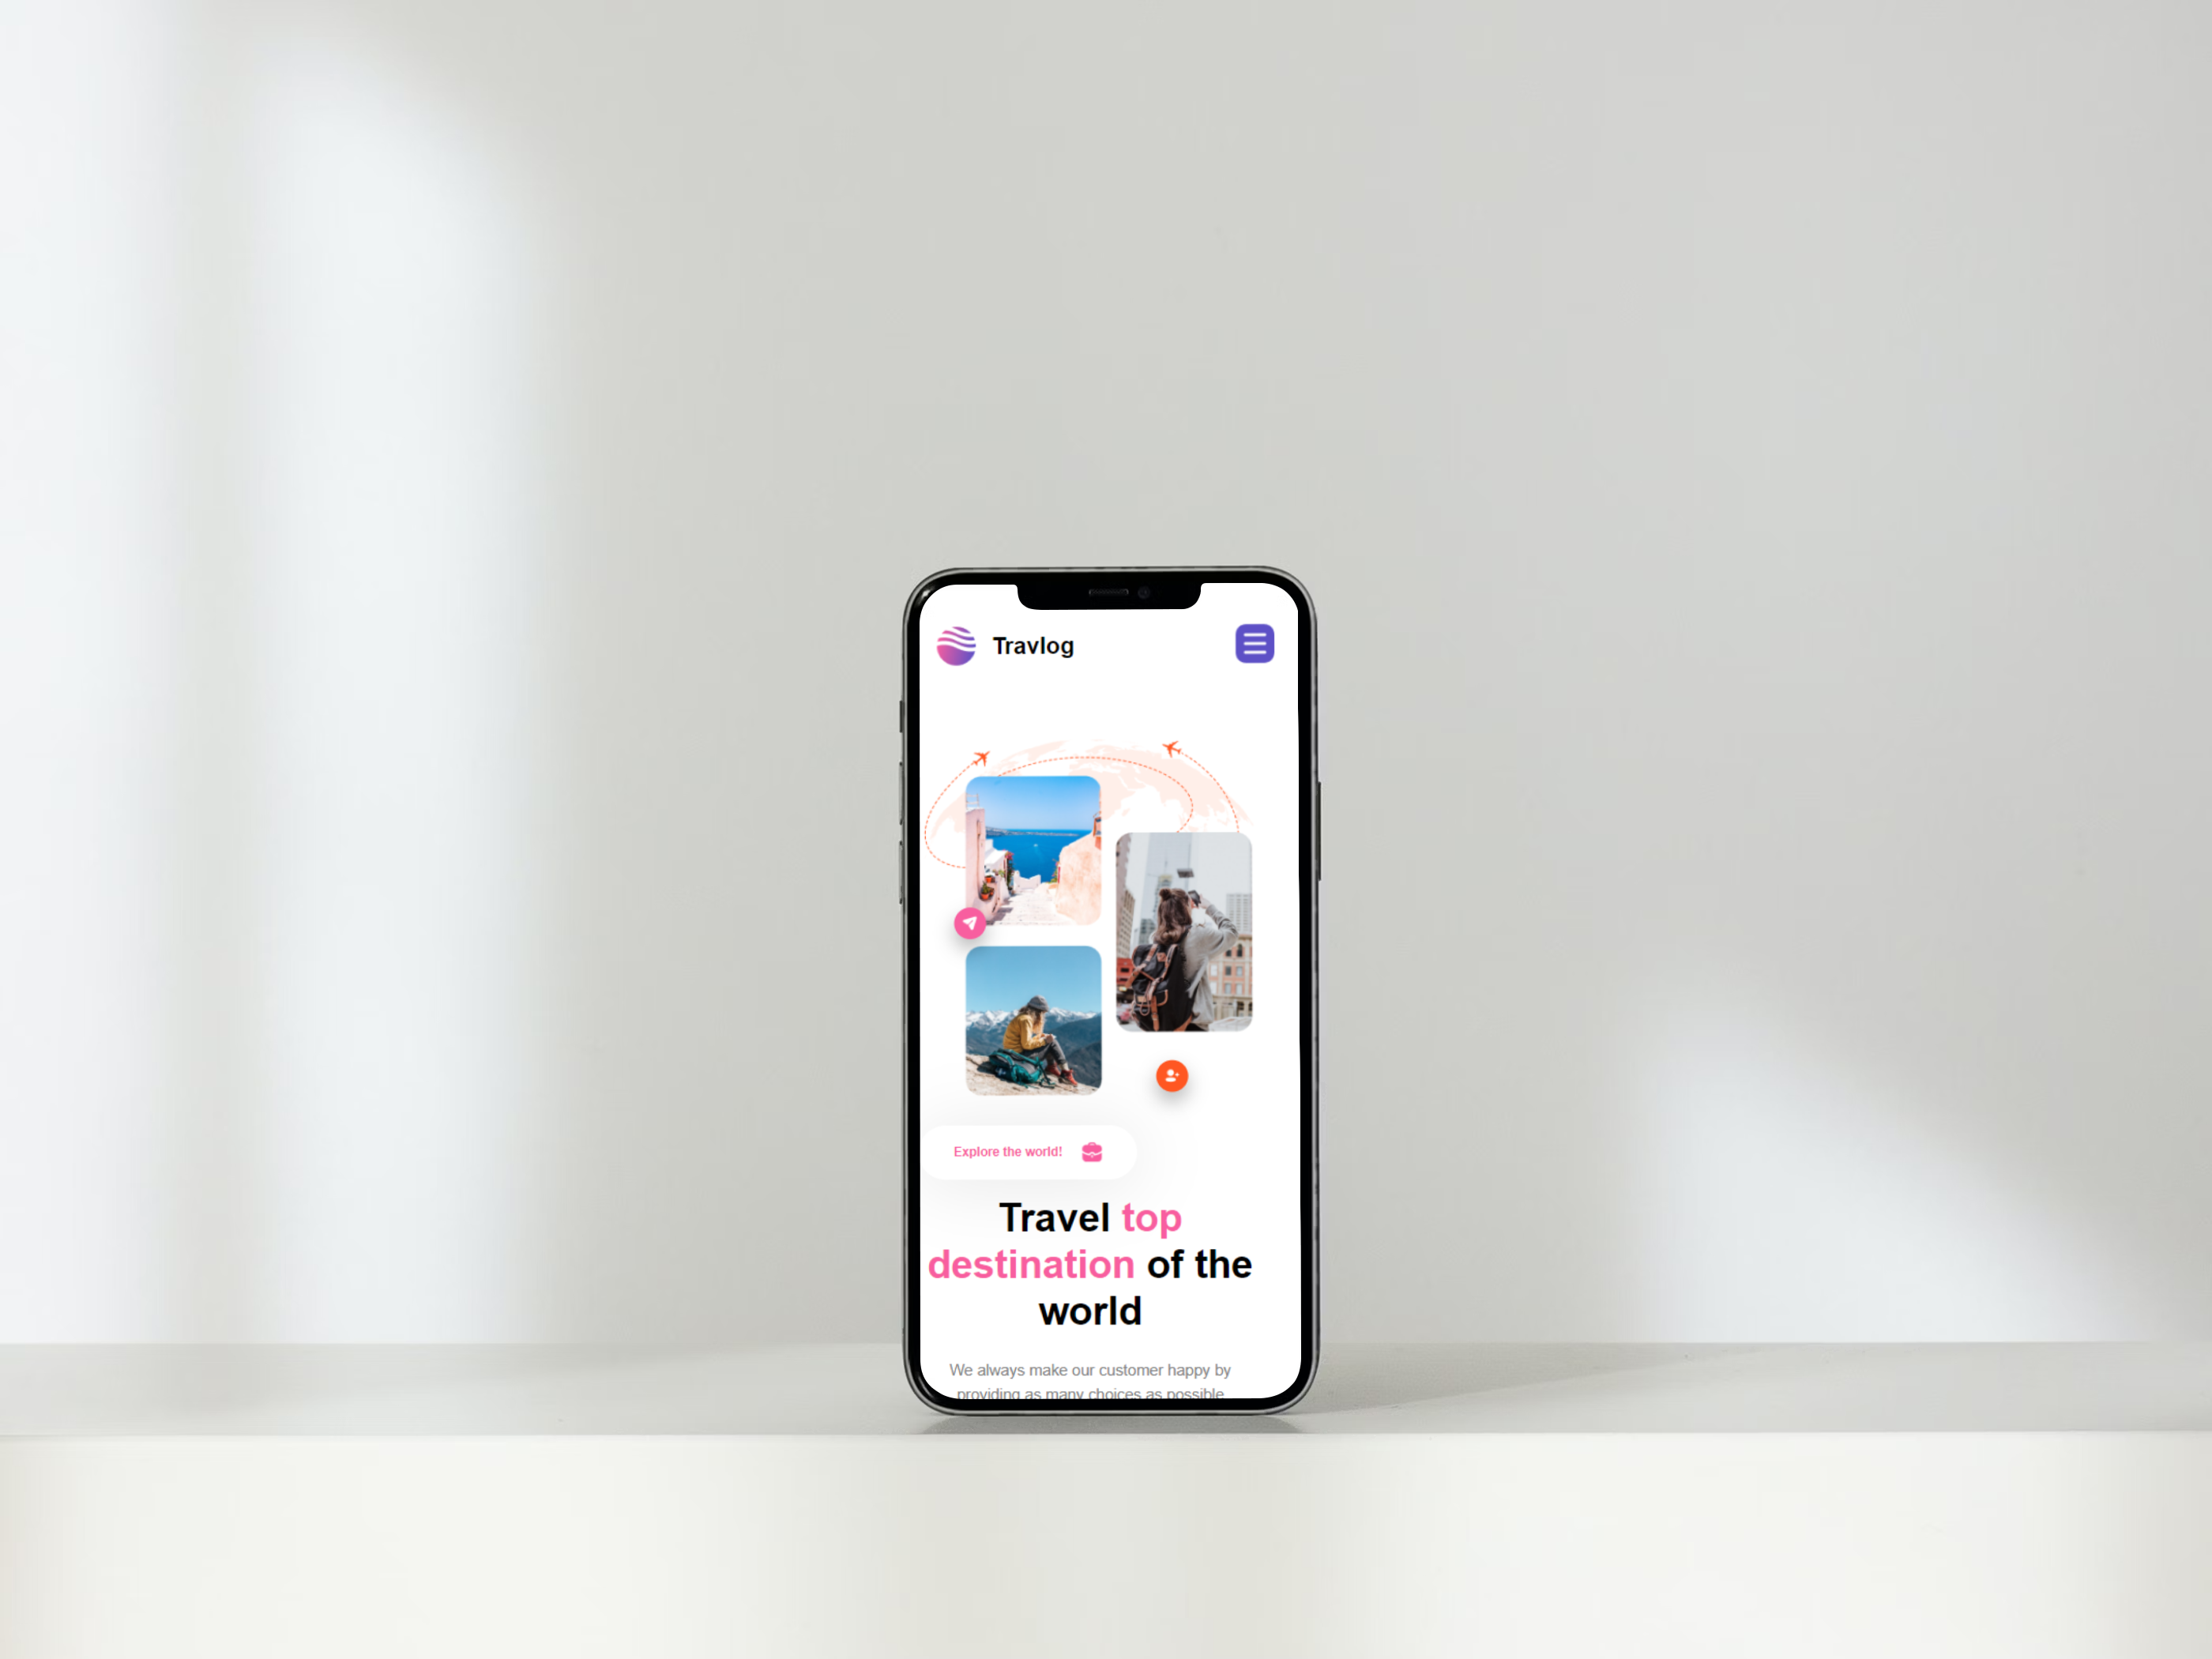 Travlog
Explore the world!
Travel top
destination of the
world
We always make our customer happy by
providing as many choices as possible